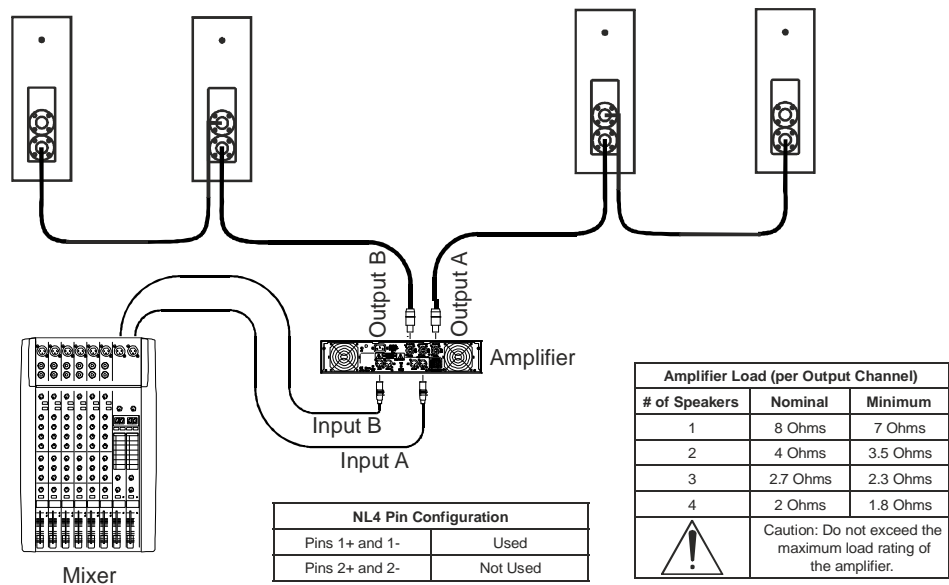 Output B
Output A
Amplifier
Input B
Input A
Mixer
NL4 Pin Configuration
Pins 1+ and 1- Used
Pins 2+ and 2- Not Used
Amplifier Load (per Output Channel)
# of Speakers Nominal Minimum
1 8 Ohms 7 Ohms
2 4 Ohms 3.5 Ohms
3 2.7 Ohms 2.3 Ohms
4 2 Ohms 1.8 Ohms
Caution: Do not exceed the
maximum load rating of
the amplifier.